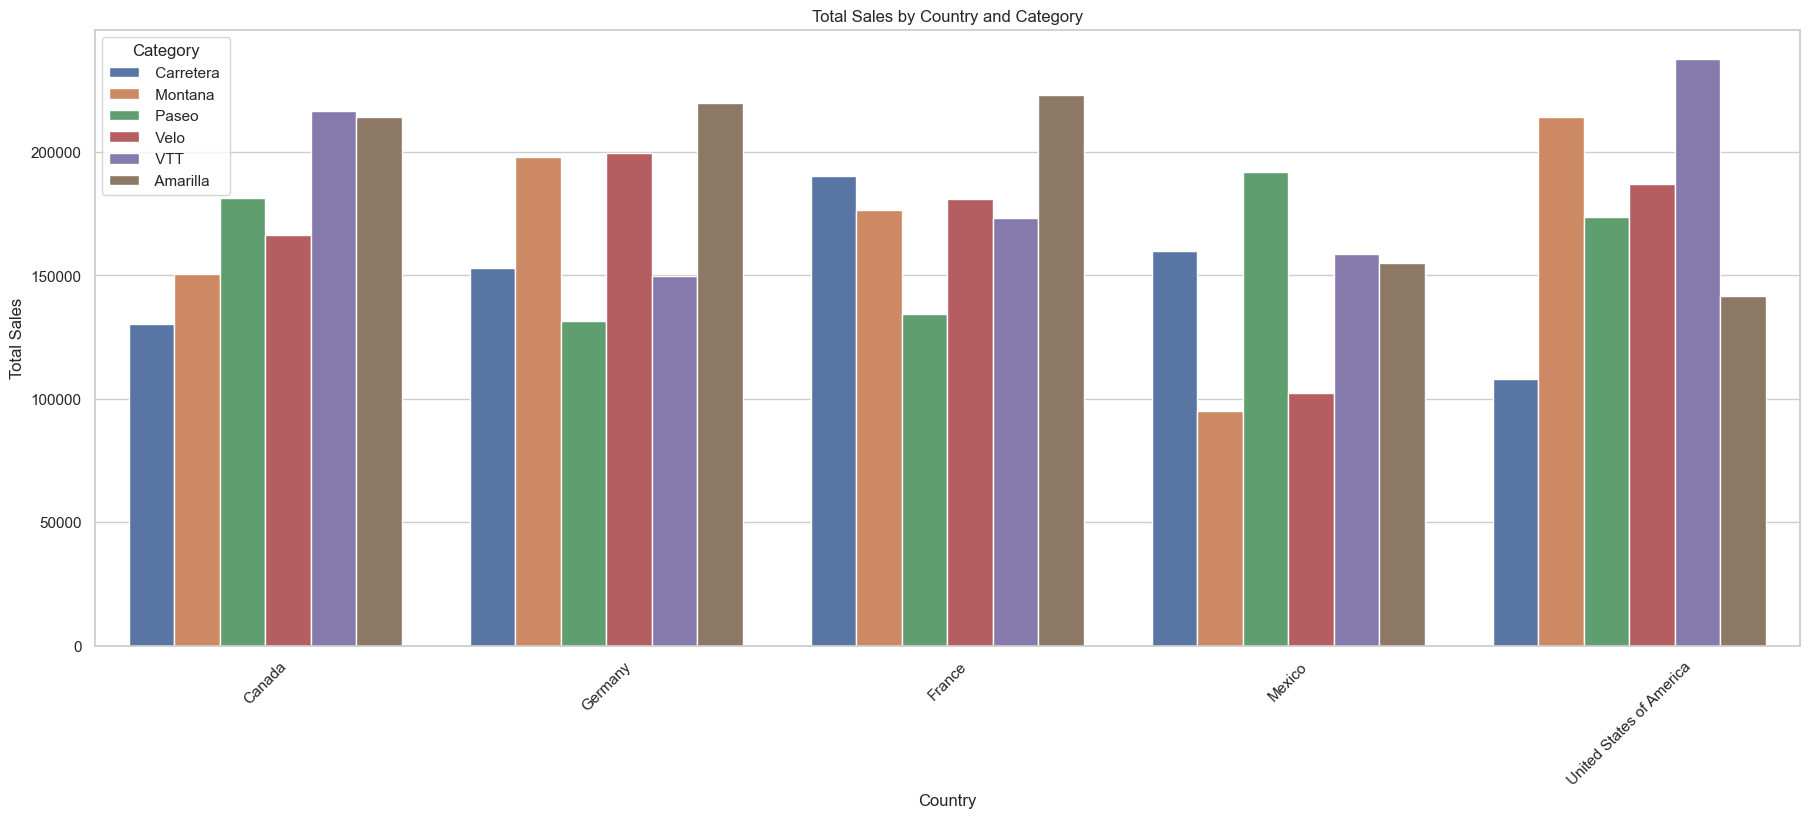 Total Sales by Country and Category
Category
Carretera
Montana
Paseo
Velo
VTT
Amarilla
Total Sales
200000
150000
100000
50000
0
Canada
Germany
France
Mexico
United States of America
Country